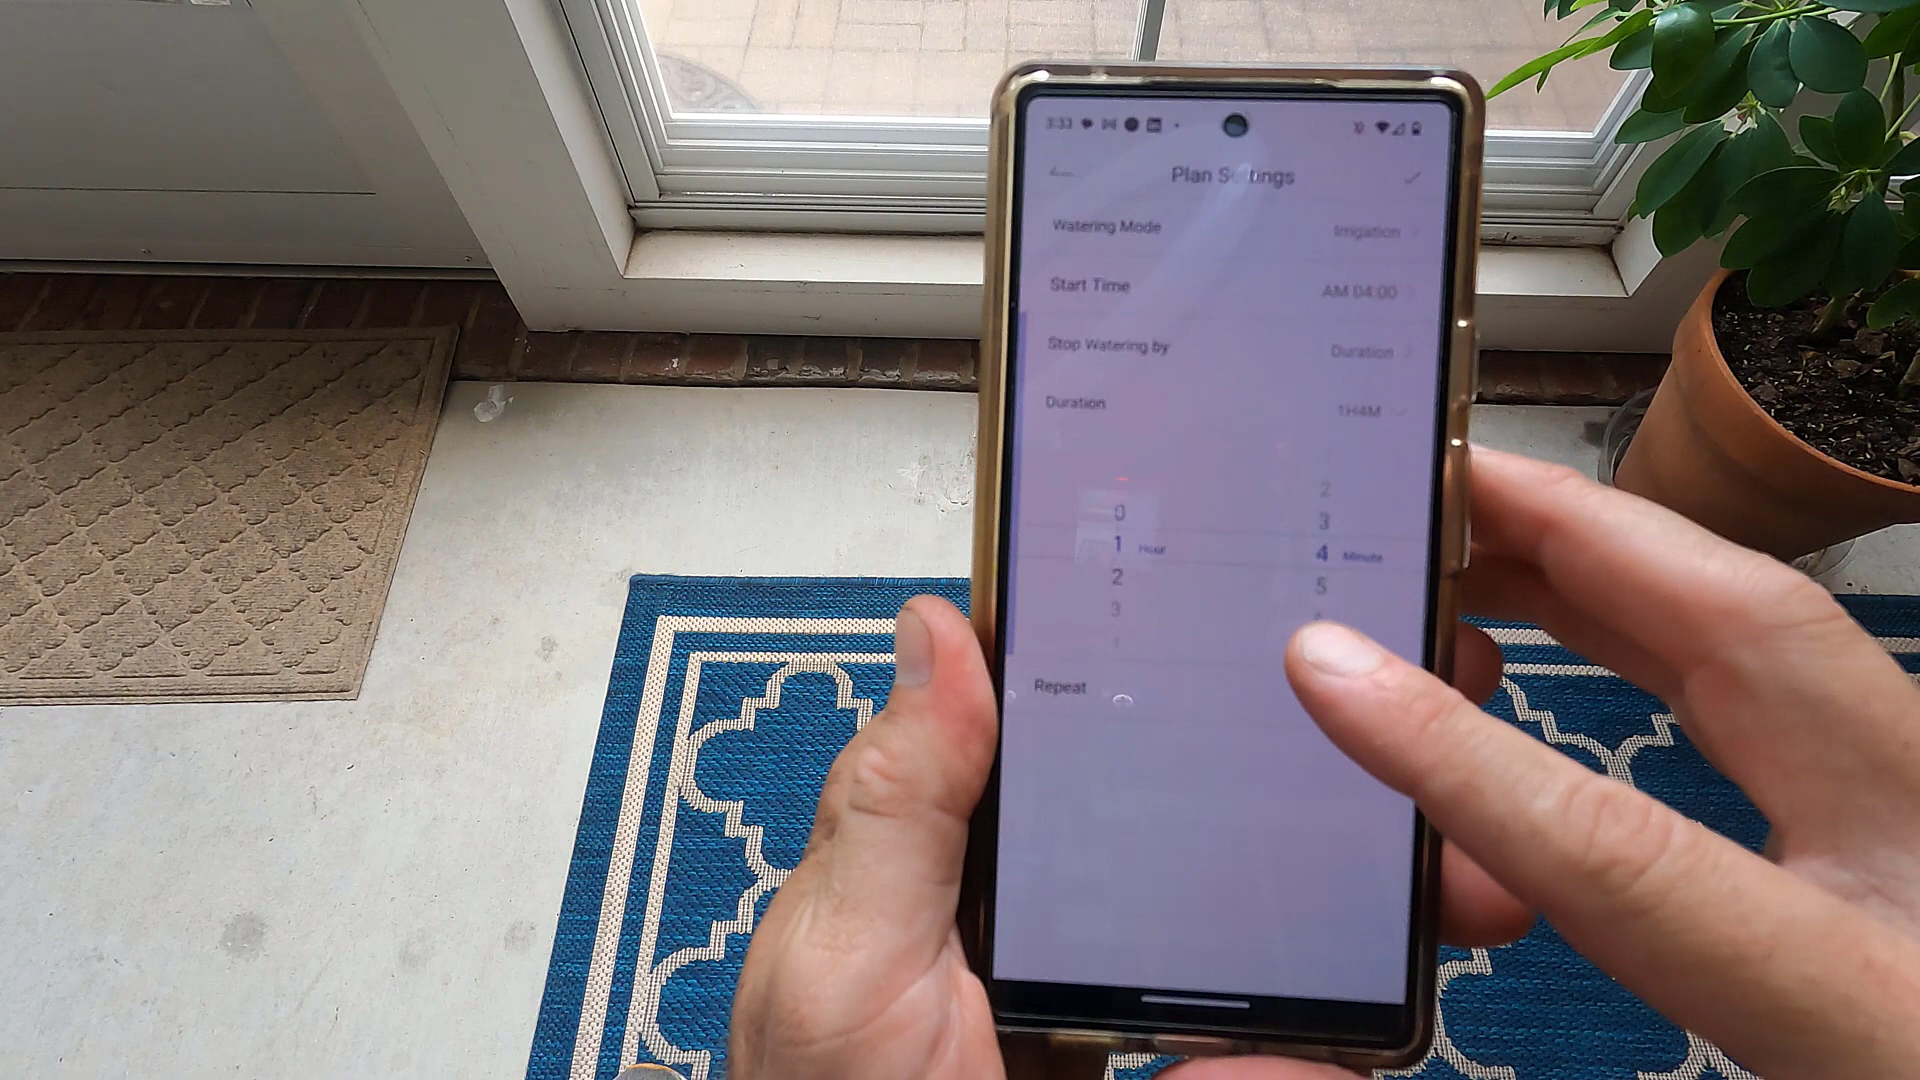 3:33
Plan Settings
Watering Mode Irrigation
Start Time AM 04:00
Stop Watering by Duration
Duration 1H4M
2
0 3
1 Hour 4 Minute
2 5
3
Repeat